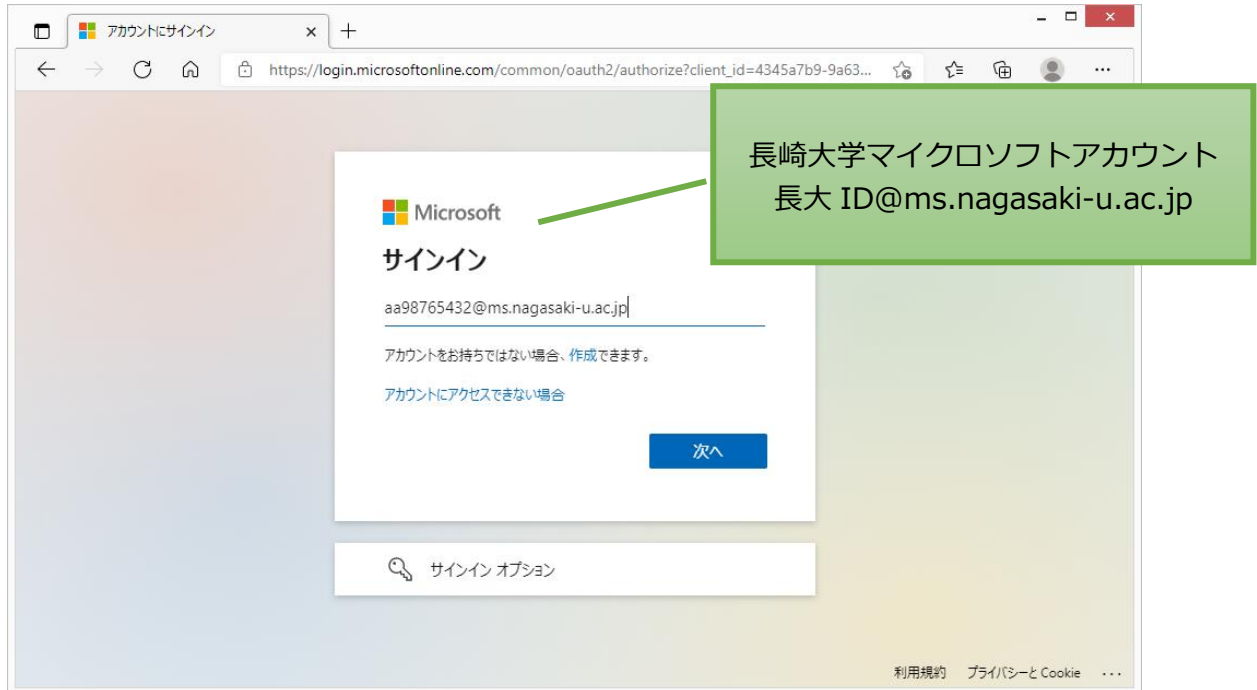 アカウントにサインイン
https://login.microsoftonline.com/common/oauth2/authorize?client_id=4345a7b9-9a63...
長崎大学マイクロソフトアカウント
長大 ID@ms.nagasaki-u.ac.jp
Microsoft
サインイン
aa98765432@ms.nagasaki-u.ac.jp
アカウントをお持ちではない場合、作成できます。
アカウントにアクセスできない場合
次へ
サインイン オプション
利用規約 プライバシーと Cookie ...